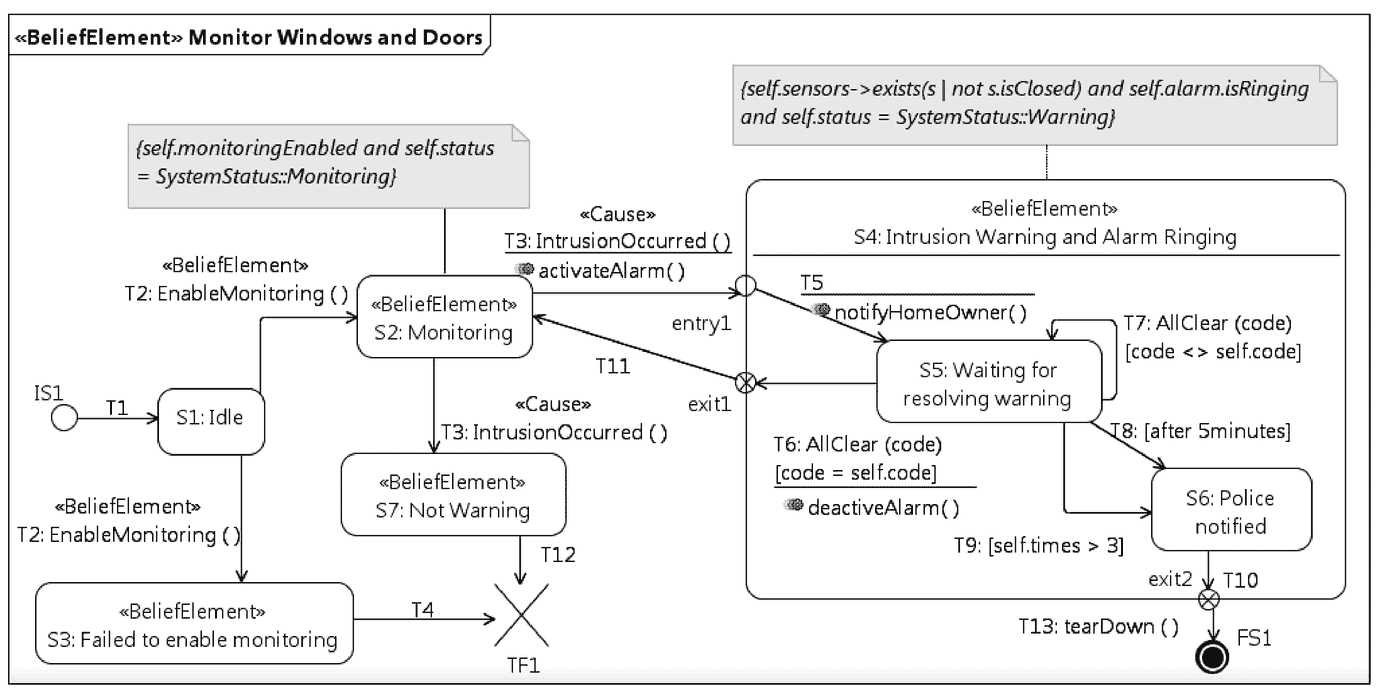 «BeliefElement» Monitor Windows and Doors
{self.sensors->exists(s | not s.isClosed) and self.alarm.isRinging
and self.status = SystemStatus::Warning}
{self.monitoringEnabled and self.status
= SystemStatus::Monitoring}
«BeliefElement»
S4: Intrusion Warning and Alarm Ringing
«Cause»
T3: IntrusionOccurred ( )
activateAlarm( )
«BeliefElement»
T2: EnableMonitoring ( )
«BeliefElement»
S2: Monitoring
entry1
T5
notifyHomeOwner( )
T7: AllClear (code)
[code <> self.code]
T11
exit1
S5: Waiting for
resolving warning
IS1
T1
S1: Idle
«Cause»
T3: IntrusionOccurred ( )
T6: AllClear (code)
[code = self.code]
deactiveAlarm( )
T8: [after 5minutes]
«BeliefElement»
S7: Not Warning
S6: Police
notified
«BeliefElement»
T2: EnableMonitoring ( )
T9: [self.times > 3]
T12
exit2
T10
«BeliefElement»
S3: Failed to enable monitoring
T4
TF1
T13: tearDown ( )
FS1